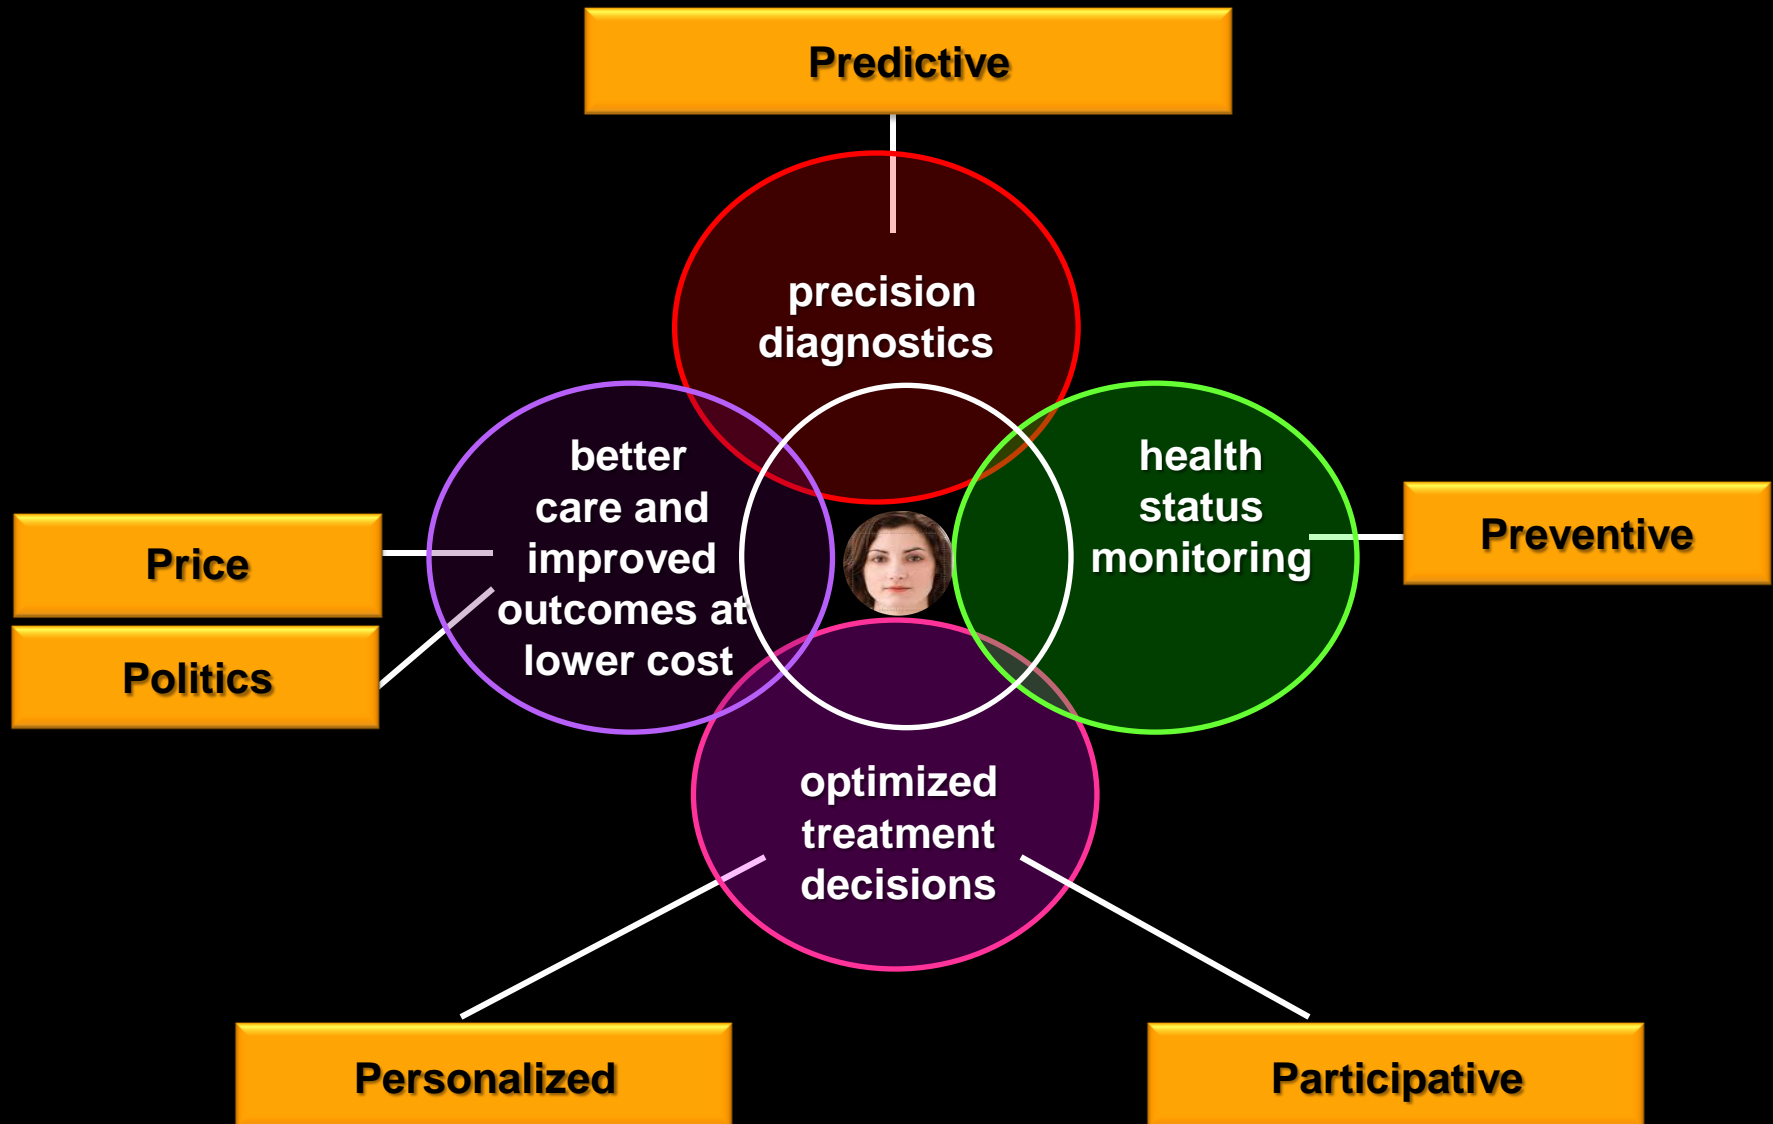 Predictive
precision
diagnostics
better
care and
improved
outcomes at
lower cost
health
status
monitoring
Price
Politics
Preventive
optimized
treatment
decisions
Personalized
Participative